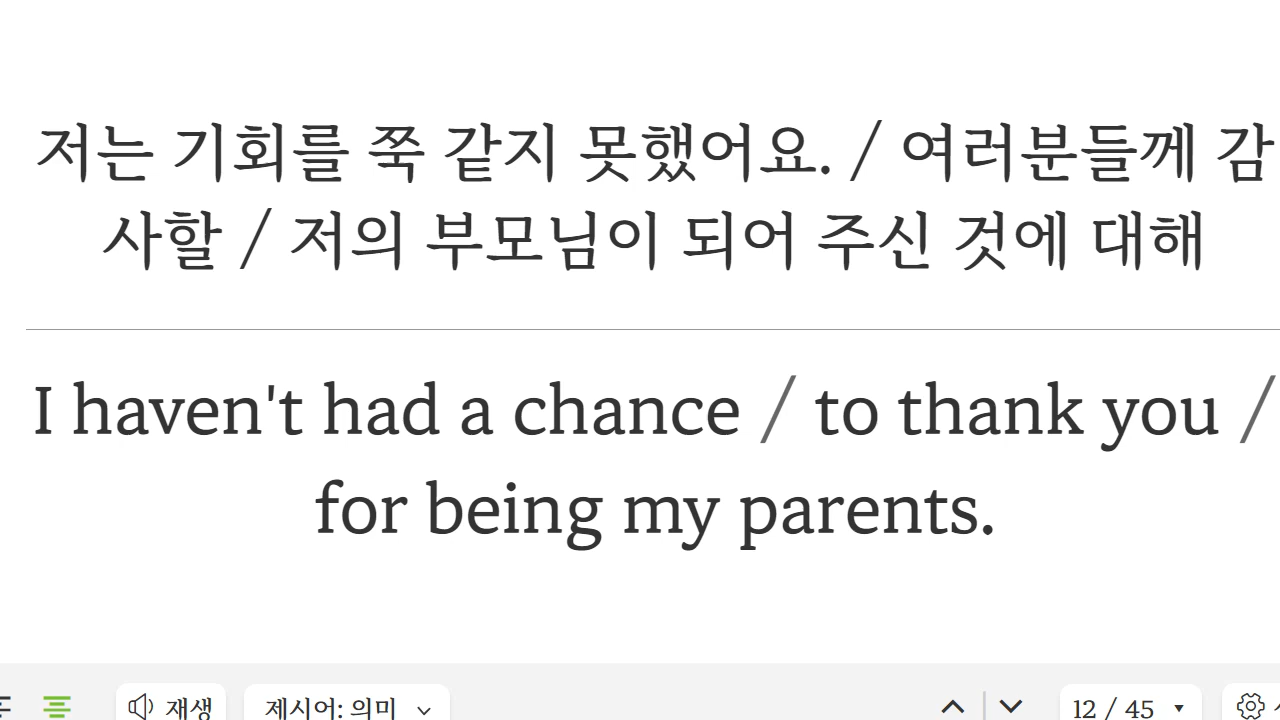 저는 기회를 쭉 같지 못했어요. / 여러분들께 감
사할 / 저의 부모님이 되어 주신 것에 대해
I haven't had a chance / to thank you /
for being my parents.
재생 제시어: 의미 12 / 45